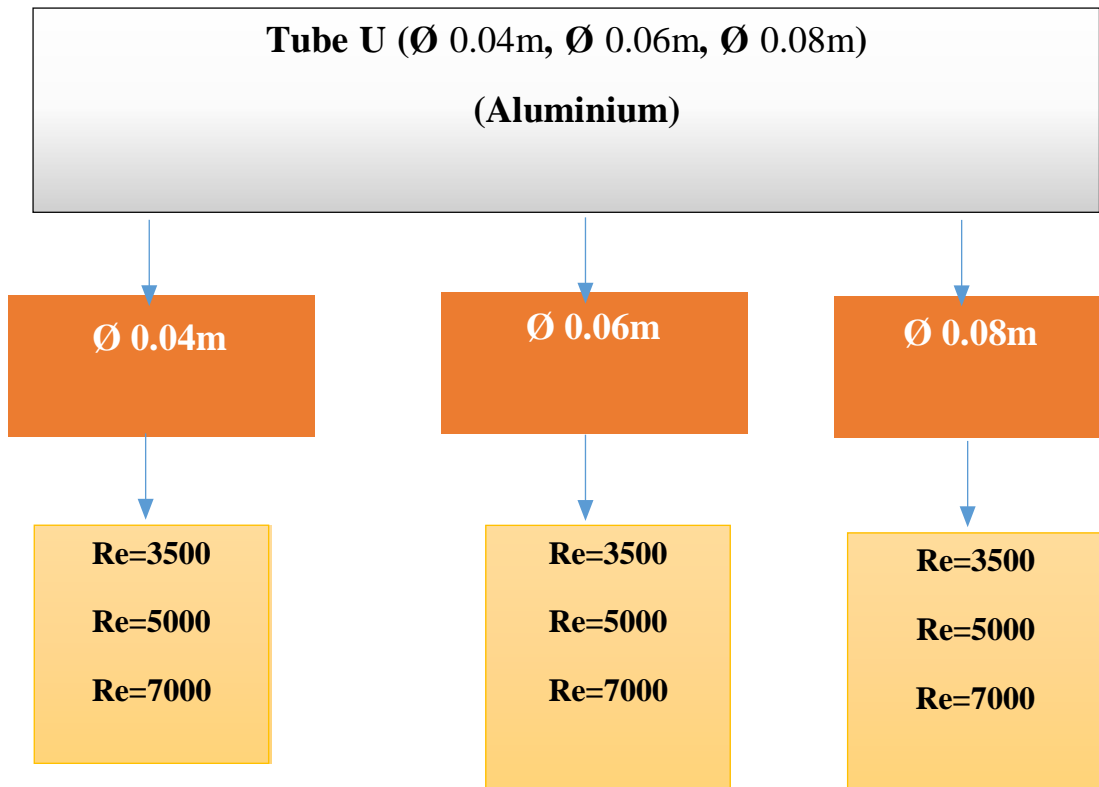 Tube U (Ø 0.04m, Ø 0.06m, Ø 0.08m)
(Aluminium)
Ø 0.04m
Ø 0.06m
Ø 0.08m
Re=3500
Re=5000
Re=7000
Re=3500
Re=5000
Re=7000
Re=3500
Re=5000
Re=7000